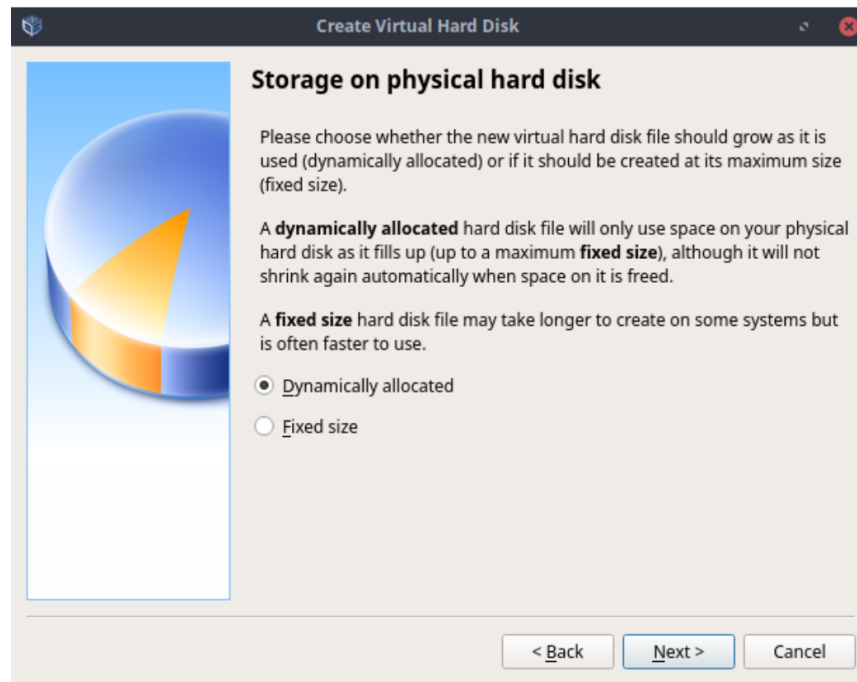 Create Virtual Hard Disk
Storage on physical hard disk
Please choose whether the new virtual hard disk file should grow as it is
used (dynamically allocated) or if it should be created at its maximum size
(fixed size).
A dynamically allocated hard disk file will only use space on your physical
hard disk as it fills up (up to a maximum fixed size), although it will not
shrink again automatically when space on it is freed.
A fixed size hard disk file may take longer to create on some systems but
is often faster to use.
Dynamically allocated
Fixed size
< Back Next > Cancel